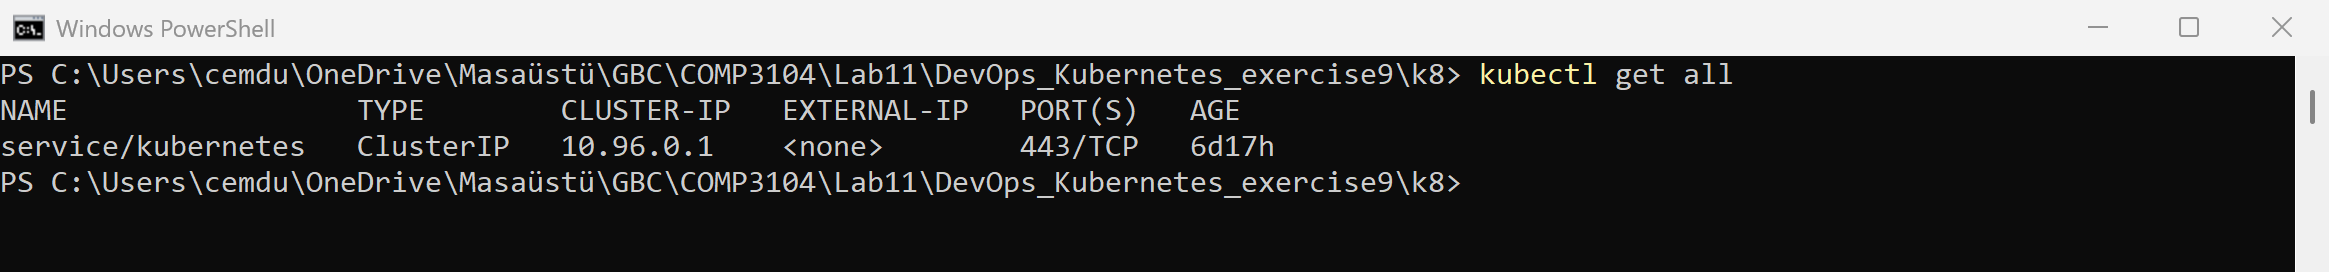 Windows PowerShell
PS C:\Users\cemdu\OneDrive\Masaüstü\GBC\COMP3104\Lab11\DevOps_Kubernetes_exercise9\k8> kubectl get all
NAME                 TYPE        CLUSTER-IP   EXTERNAL-IP   PORT(S)   AGE
service/kubernetes   ClusterIP   10.96.0.1    <none>        443/TCP   6d17h
PS C:\Users\cemdu\OneDrive\Masaüstü\GBC\COMP3104\Lab11\DevOps_Kubernetes_exercise9\k8>